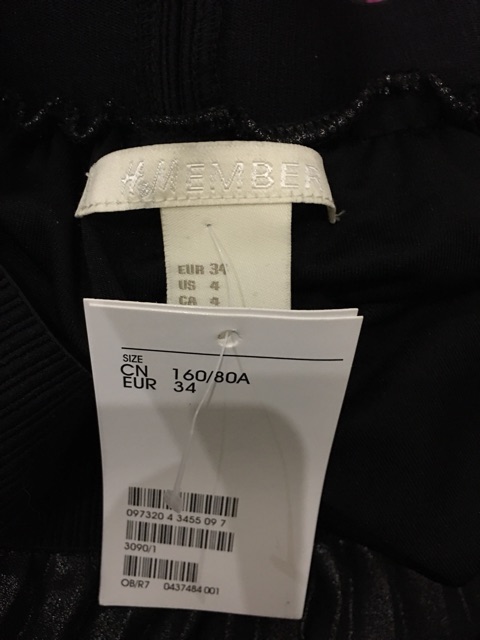 H&MEMBER
EUR 34
US 4
CA 4
SIZE
CN 160/80A
EUR 34
097320 4 3455 09 7
3090/1
OB/R7 0437484 001